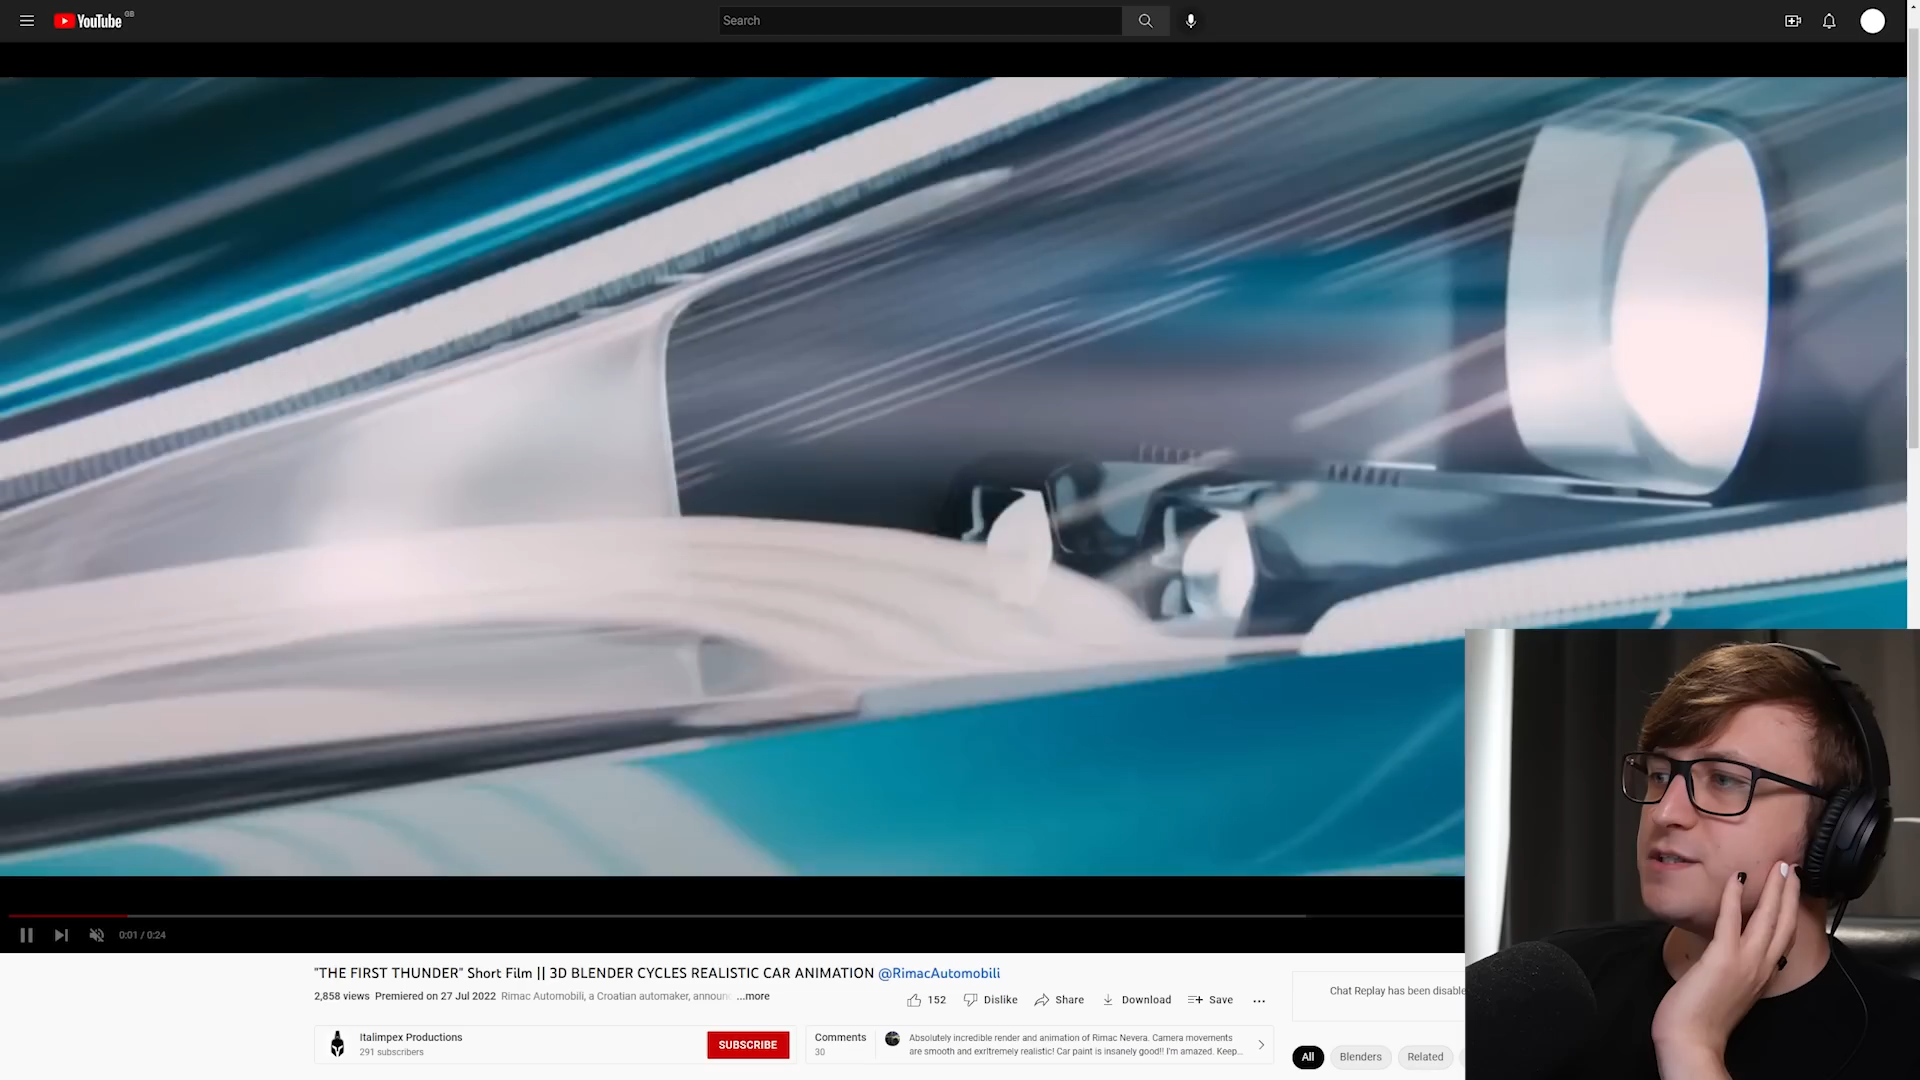 YouTube GB
Search
0:01 / 0:24
"THE FIRST THUNDER" Short Film || 3D BLENDER CYCLES REALISTIC CAR ANIMATION @RimacAutomobili
2,858 views Premiered on 27 Jul 2022 Rimac Automobili, a Croatian automaker, announ ...more
152 Dislike Share Download Save ...
Chat Replay has been disable
Italimpex Productions
291 subscribers
SUBSCRIBE
Comments
30
Absolutely incredible render and animation of Rimac Nevera. Camera movements
are smooth and exrltremely realistic! Car paint is insanely good!! I'm amazed. Keep...
All Blenders Related